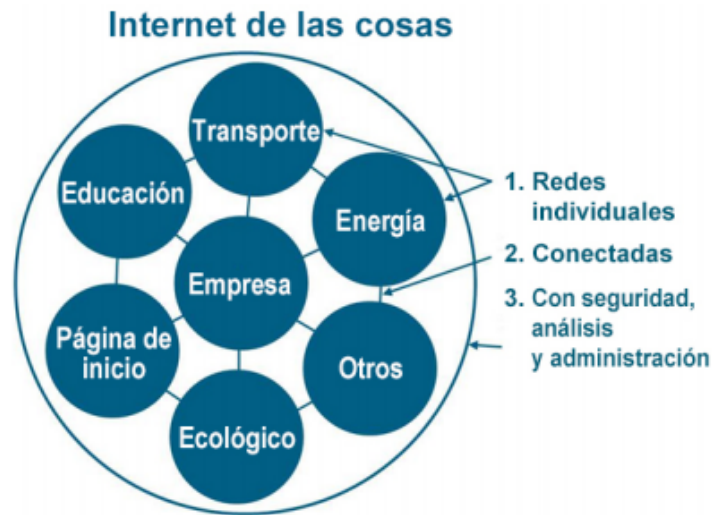 Internet de las cosas
Transporte
Educación
Energía
Empresa
Página de
inicio
Otros
Ecológico
1. Redes
individuales
2. Conectadas
3. Con seguridad,
análisis
y administración